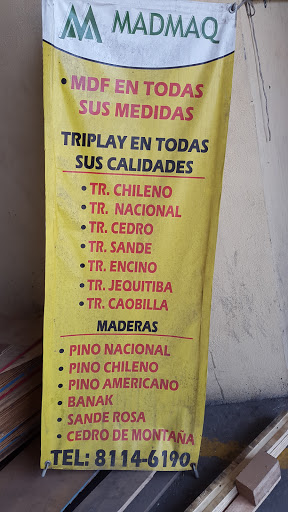 MADMAQ
• MDF EN TODAS
SUS MEDIDAS
TRIPLAY EN TODAS
SUS CALIDADES
• TR. CHILENO
• TR. NACIONAL
• TR. CEDRO
• TR. SANDE
• TR. ENCINO
• TR. JEQUITIBA
• TR. CAOBILLA
MADERAS
• PINO NACIONAL
• PINO CHILENO
• PINO AMERICANO
• BANAK
• SANDE ROSA
• CEDRO DE MONTAÑA
TEL: 8114-6190